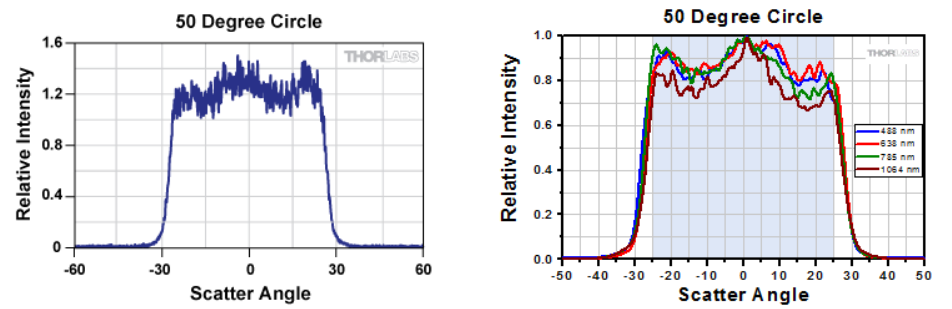 50 Degree Circle
1.6
1.2
0.8
0.4
0
-60 -30 0 30 60
Relative Intensity
Scatter Angle
THORLABS
50 Degree Circle
1.0
0.8
0.6
0.4
0.2
0.0
-50 -40 -30 -20 -10 0 10 20 30 40 50
Relative Intensity
Scatter Angle
THORLABS
488 nm
638 nm
785 nm
1064 nm